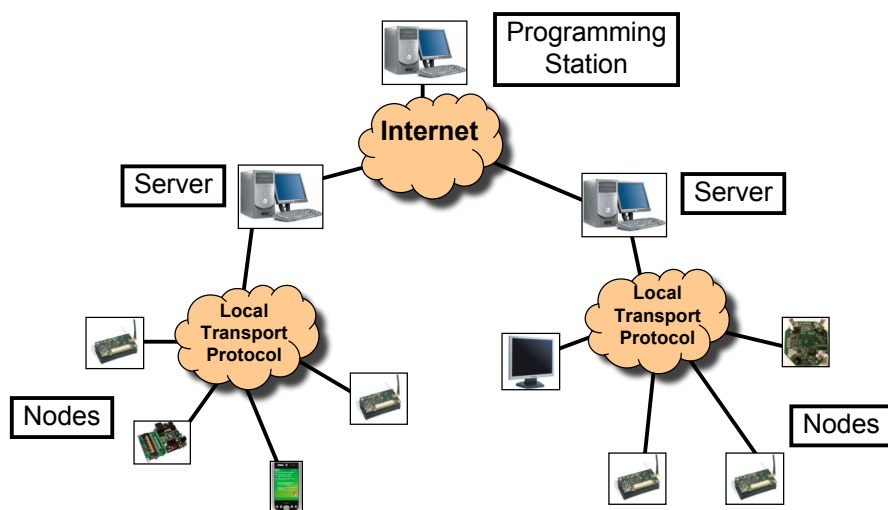 Programming
Station
Internet
Server
Server
Local
Transport
Protocol
Local
Transport
Protocol
Nodes
Nodes